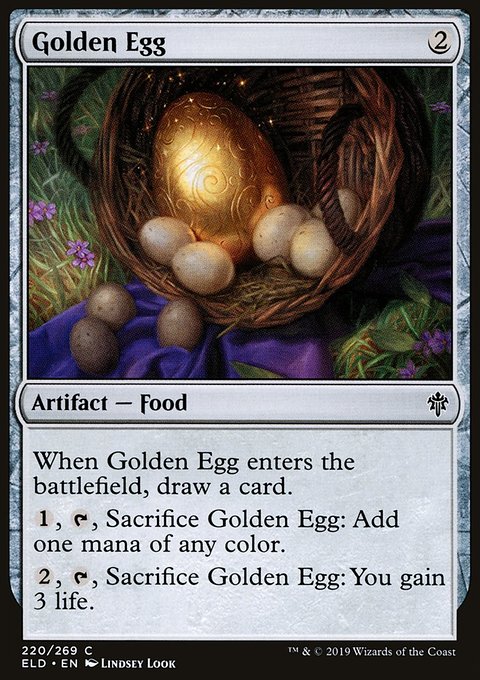 Golden Egg 2
Artifact — Food
When Golden Egg enters the
battlefield, draw a card.
1, , Sacrifice Golden Egg: Add
one mana of any color.
2, , Sacrifice Golden Egg: You gain
3 life.
220/269 C
ELD • EN Lindsey Look
™ & © 2019 Wizards of the Coast